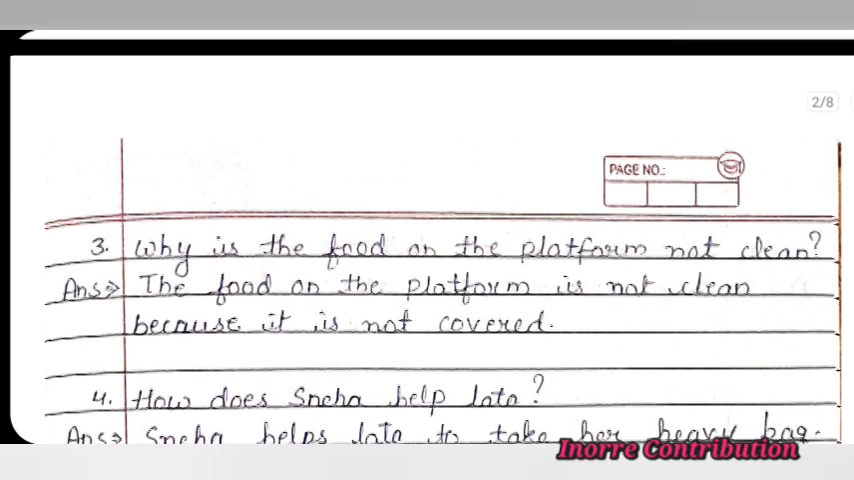 2/8
PAGE NO.:
3. Why is the food on the platform not clean?
Ans⇒ The food on the platform is not clean
because it is not covered.
4. How does Sneha help lata?
Ans⇒ Sneha helps lata to take her heavy bag.
Inorre Contribution